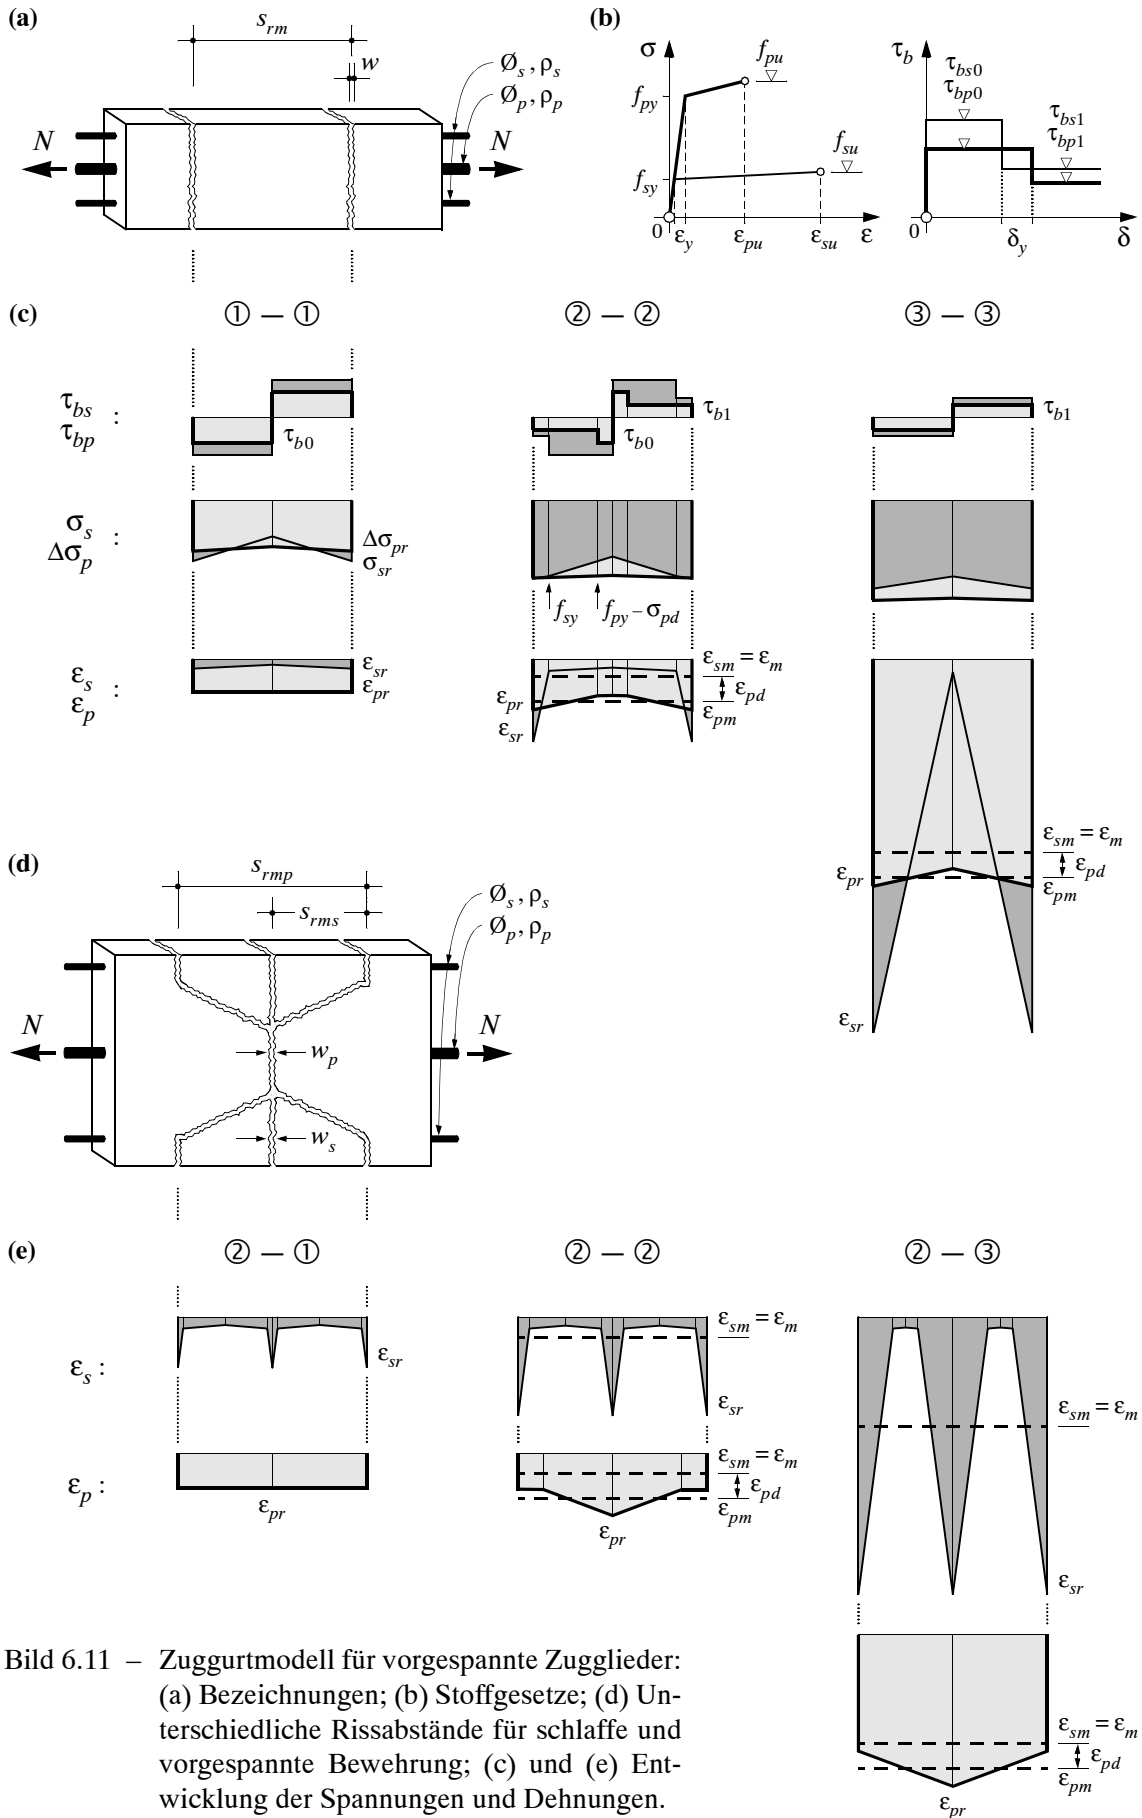 (a)
s_rm
w
Ø_s , ρ_s
Ø_p , ρ_p
N
N
(b)
σ
f_pu
f_py
f_su
f_sy
0
ε_y
ε_pu
ε_su
ε
τ_b
τ_bs0
τ_bp0
τ_bs1
τ_bp1
0
δ_y
δ
(c)
① – ①
② – ②
③ – ③
τ_bs
τ_bp
:
τ_b0
τ_b1
τ_b0
τ_b1
σ_s
Δσ_p
:
Δσ_pr
σ_sr
f_sy
f_py – σ_pd
ε_s
ε_p
:
ε_sr
ε_pr
ε_pr
ε_sr
ε_sm = ε_m
ε_pd
ε_pm
ε_sm = ε_m
ε_pd
ε_pm
ε_pr
ε_sr
(d)
s_rmp
s_rms
Ø_s , ρ_s
Ø_p , ρ_p
N
N
w_p
w_s
(e)
② – ①
② – ②
② – ③
ε_s :
ε_sr
ε_sm = ε_m
ε_sr
ε_sm = ε_m
ε_sr
ε_p :
ε_pr
ε_sm = ε_m
ε_pd
ε_pm
ε_pr
ε_sm = ε_m
ε_pd
ε_pm
ε_pr
Bild 6.11 – Zuggurtmodell für vorgespannte Zugglieder:
(a) Bezeichnungen; (b) Stoffgesetze; (d) Un-
terschiedliche Rissabstände für schlaffe und
vorgespannte Bewehrung; (c) und (e) Ent-
wicklung der Spannungen und Dehnungen.